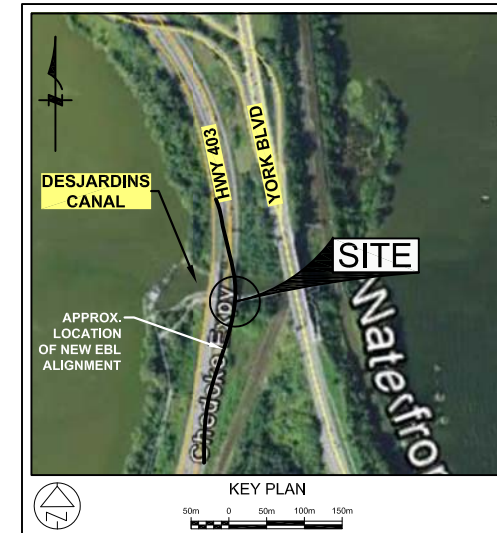 HWY 403
YORK BLVD
DESJARDINS
CANAL
SITE
APPROX.
LOCATION
OF NEW EBL
ALIGNMENT
Waterfron
KEY PLAN
N
50m 0 50m 100m 150m